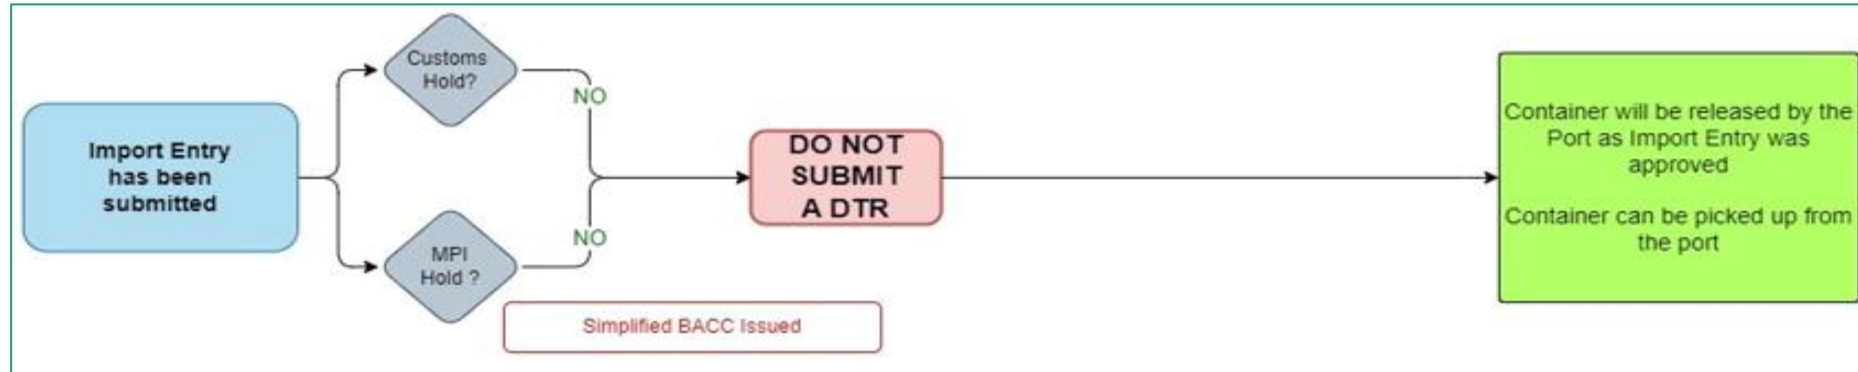 Customs
Hold?
NO
Import Entry
has been
submitted
DO NOT
SUBMIT
A DTR
Container will be released by the
Port as Import Entry was
approved
Container can be picked up from
the port
NO
MPI
Hold ?
Simplified BACC Issued